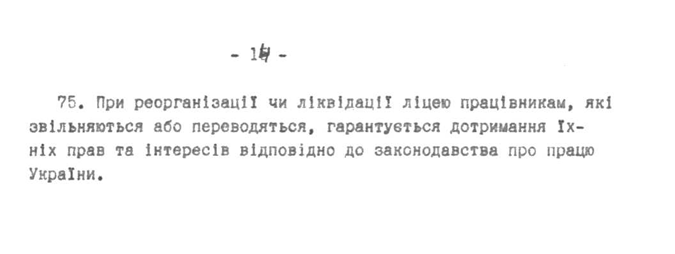 - 14 -
75. При реорганізації чи ліквідації ліцею працівникам, які
звільняються або переводяться, гарантується дотримання їх-
ніх прав та інтересів відповідно до законодавства про працю
України.